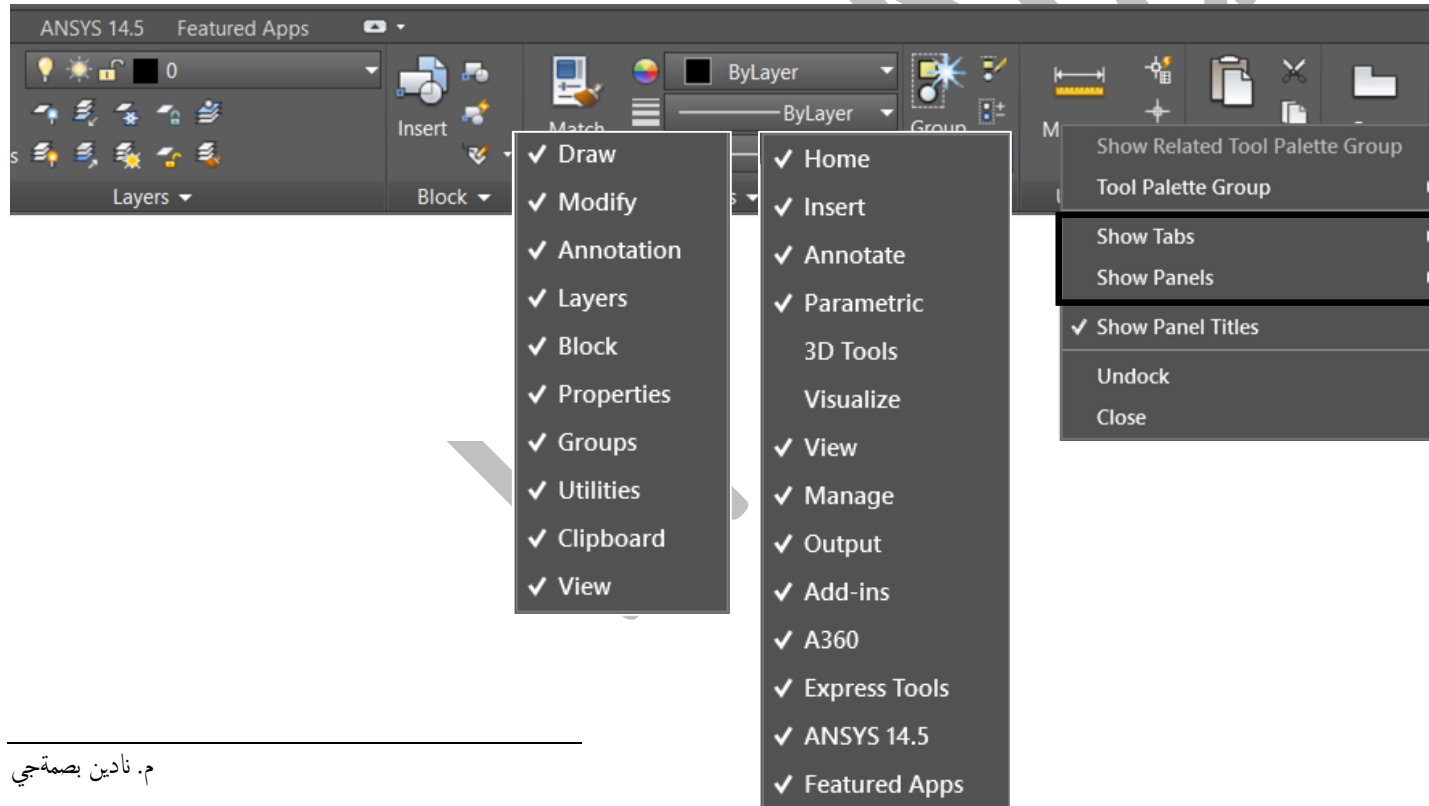 ANSYS 14.5 Featured Apps
0
ByLayer
ByLayer
Insert
Match
Group
Layers
Block
Draw
Modify
Annotation
Layers
Block
Properties
Groups
Utilities
Clipboard
View
Home
Insert
Annotate
Parametric
3D Tools
Visualize
View
Manage
Output
Add-ins
A360
Express Tools
ANSYS 14.5
Featured Apps
Show Related Tool Palette Group
Tool Palette Group
Show Tabs
Show Panels
Show Panel Titles
Undock
Close
م. نادين بصمةجي